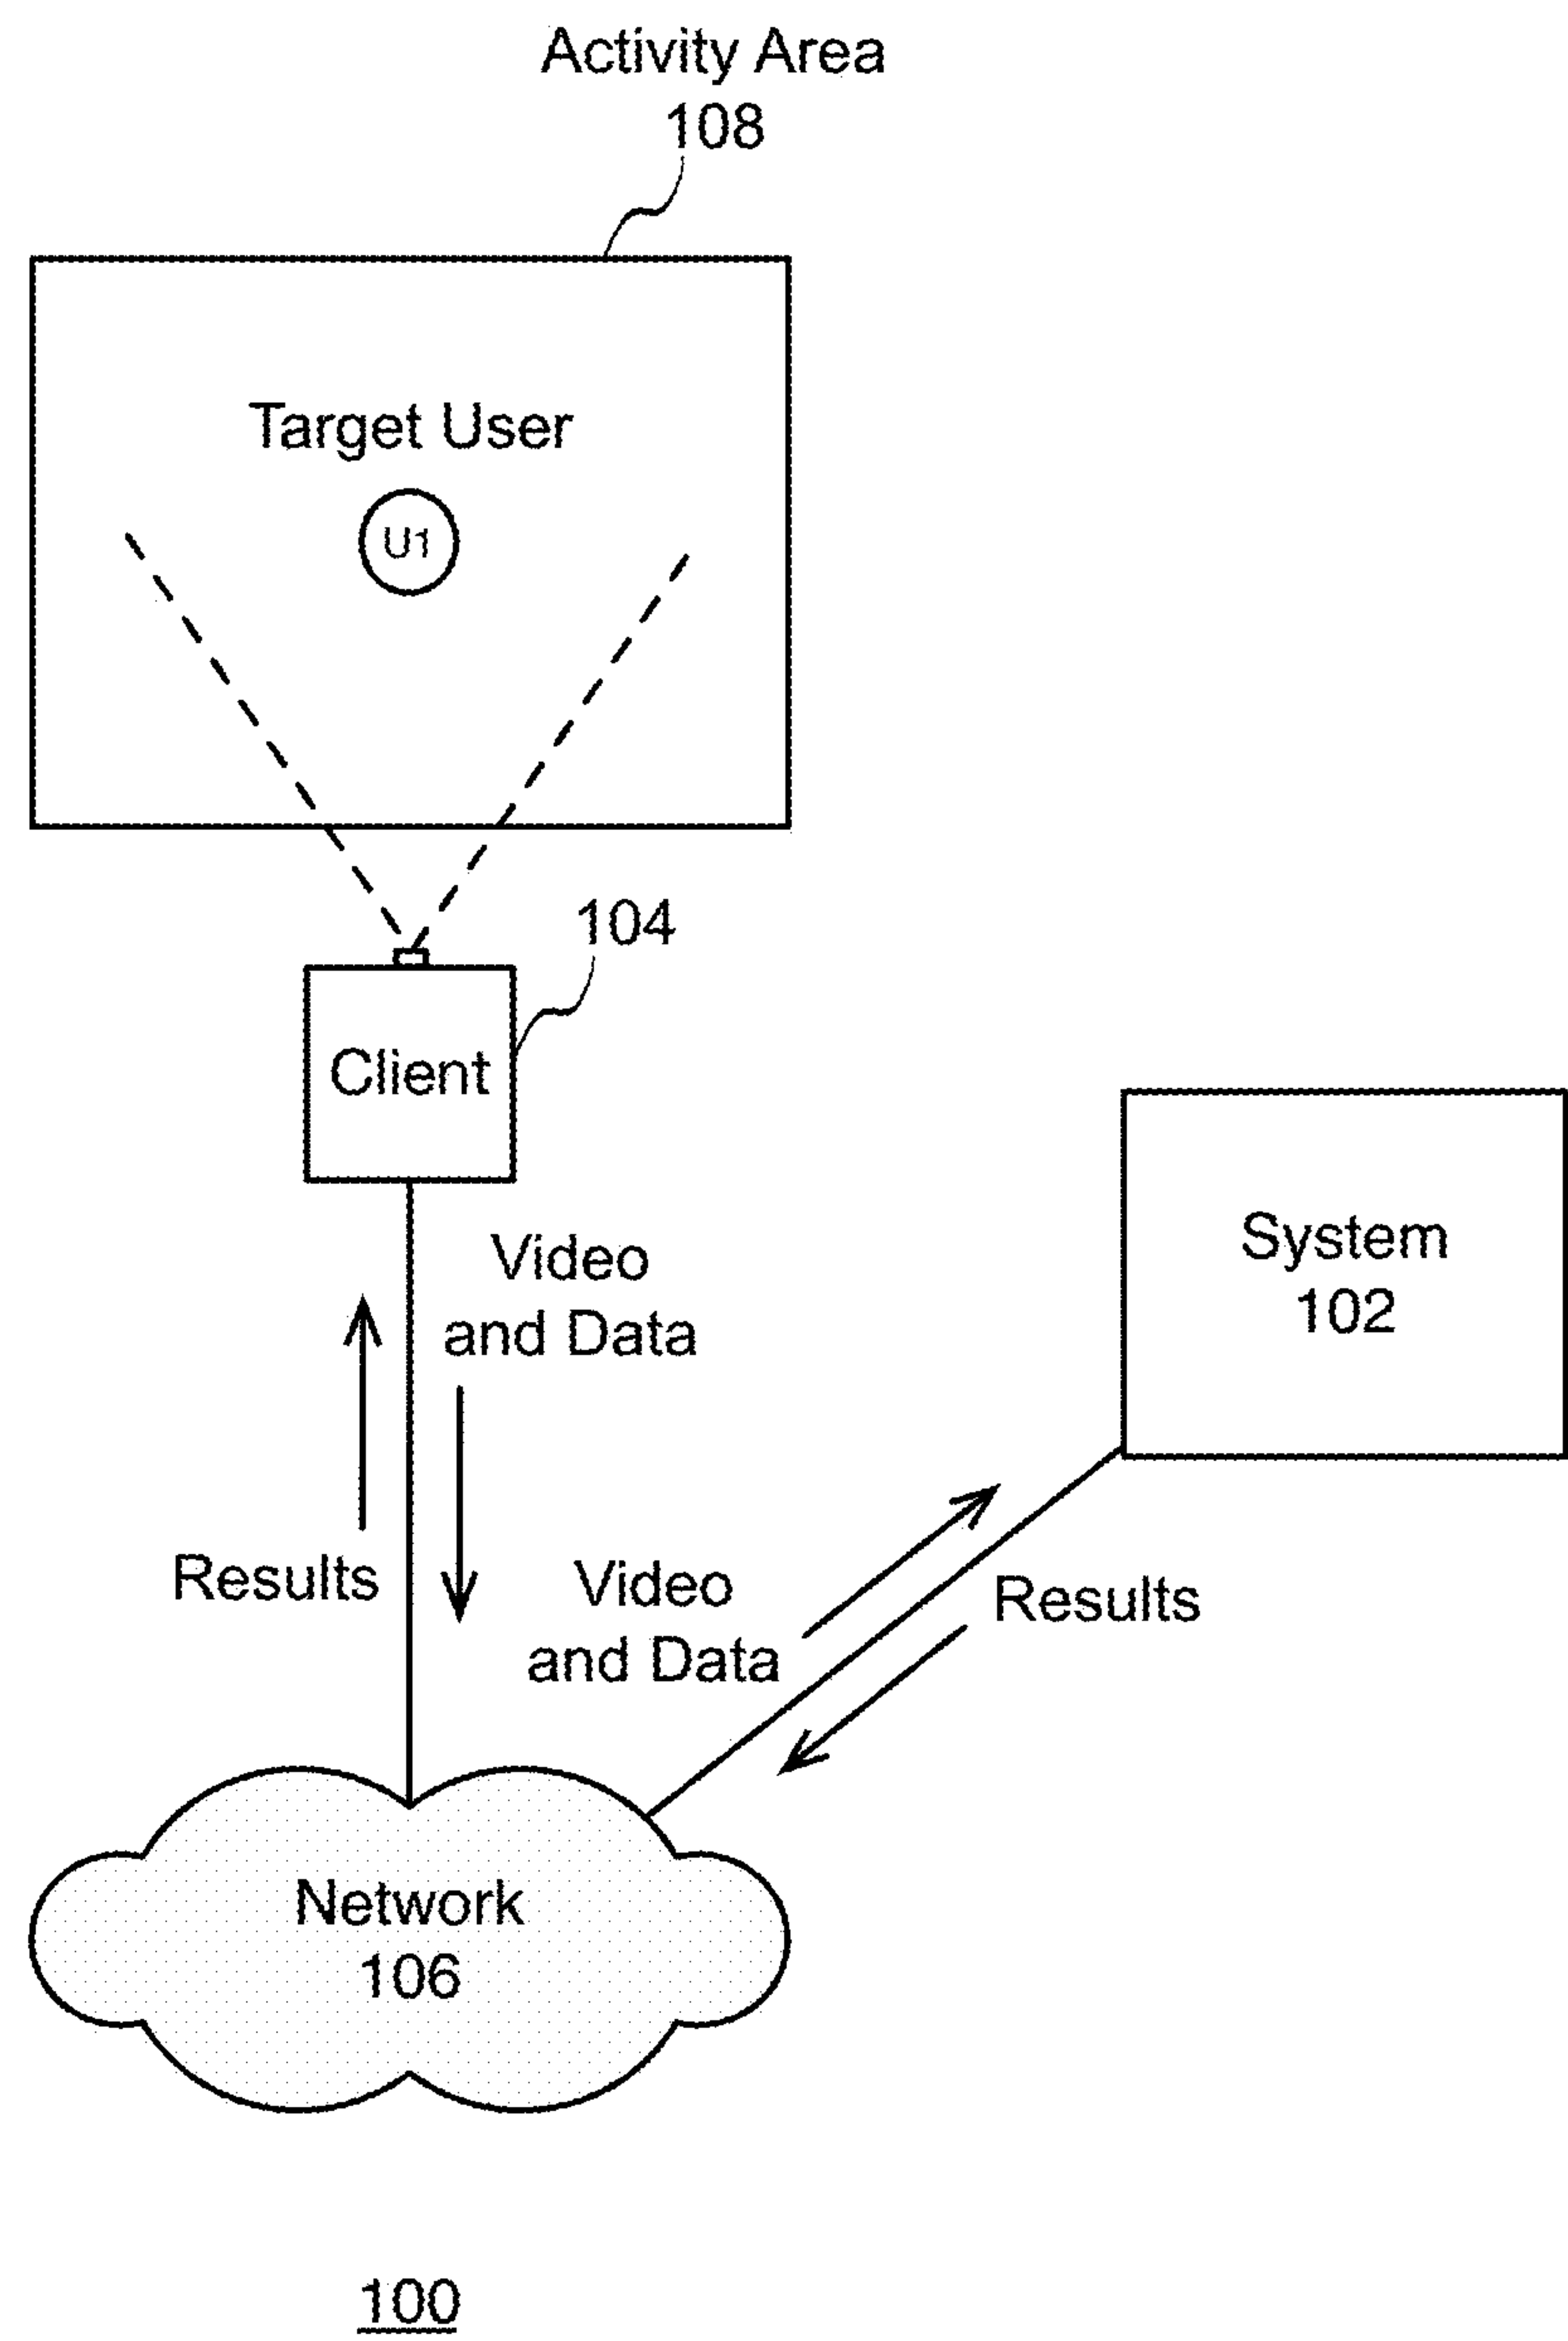 Activity Area
108
Target User
U1
104
Client
Video
and Data
System
102
Results
Video
and Data
Results
Network
106
100